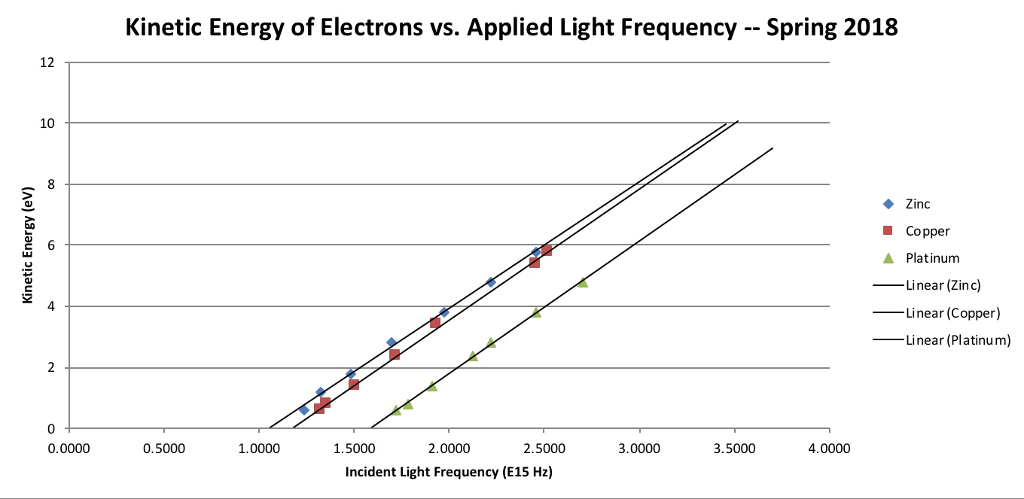 Kinetic Energy of Electrons vs. Applied Light Frequency -- Spring 2018
12
10
8
6
4
2
0
0.0000 0.5000 1.0000 1.5000 2.0000 2.5000 3.0000 3.5000 4.0000
Kinetic Energy (eV)
Incident Light Frequency (E15 Hz)
Zinc
Copper
Platinum
Linear (Zinc)
Linear (Copper)
Linear (Platinum)